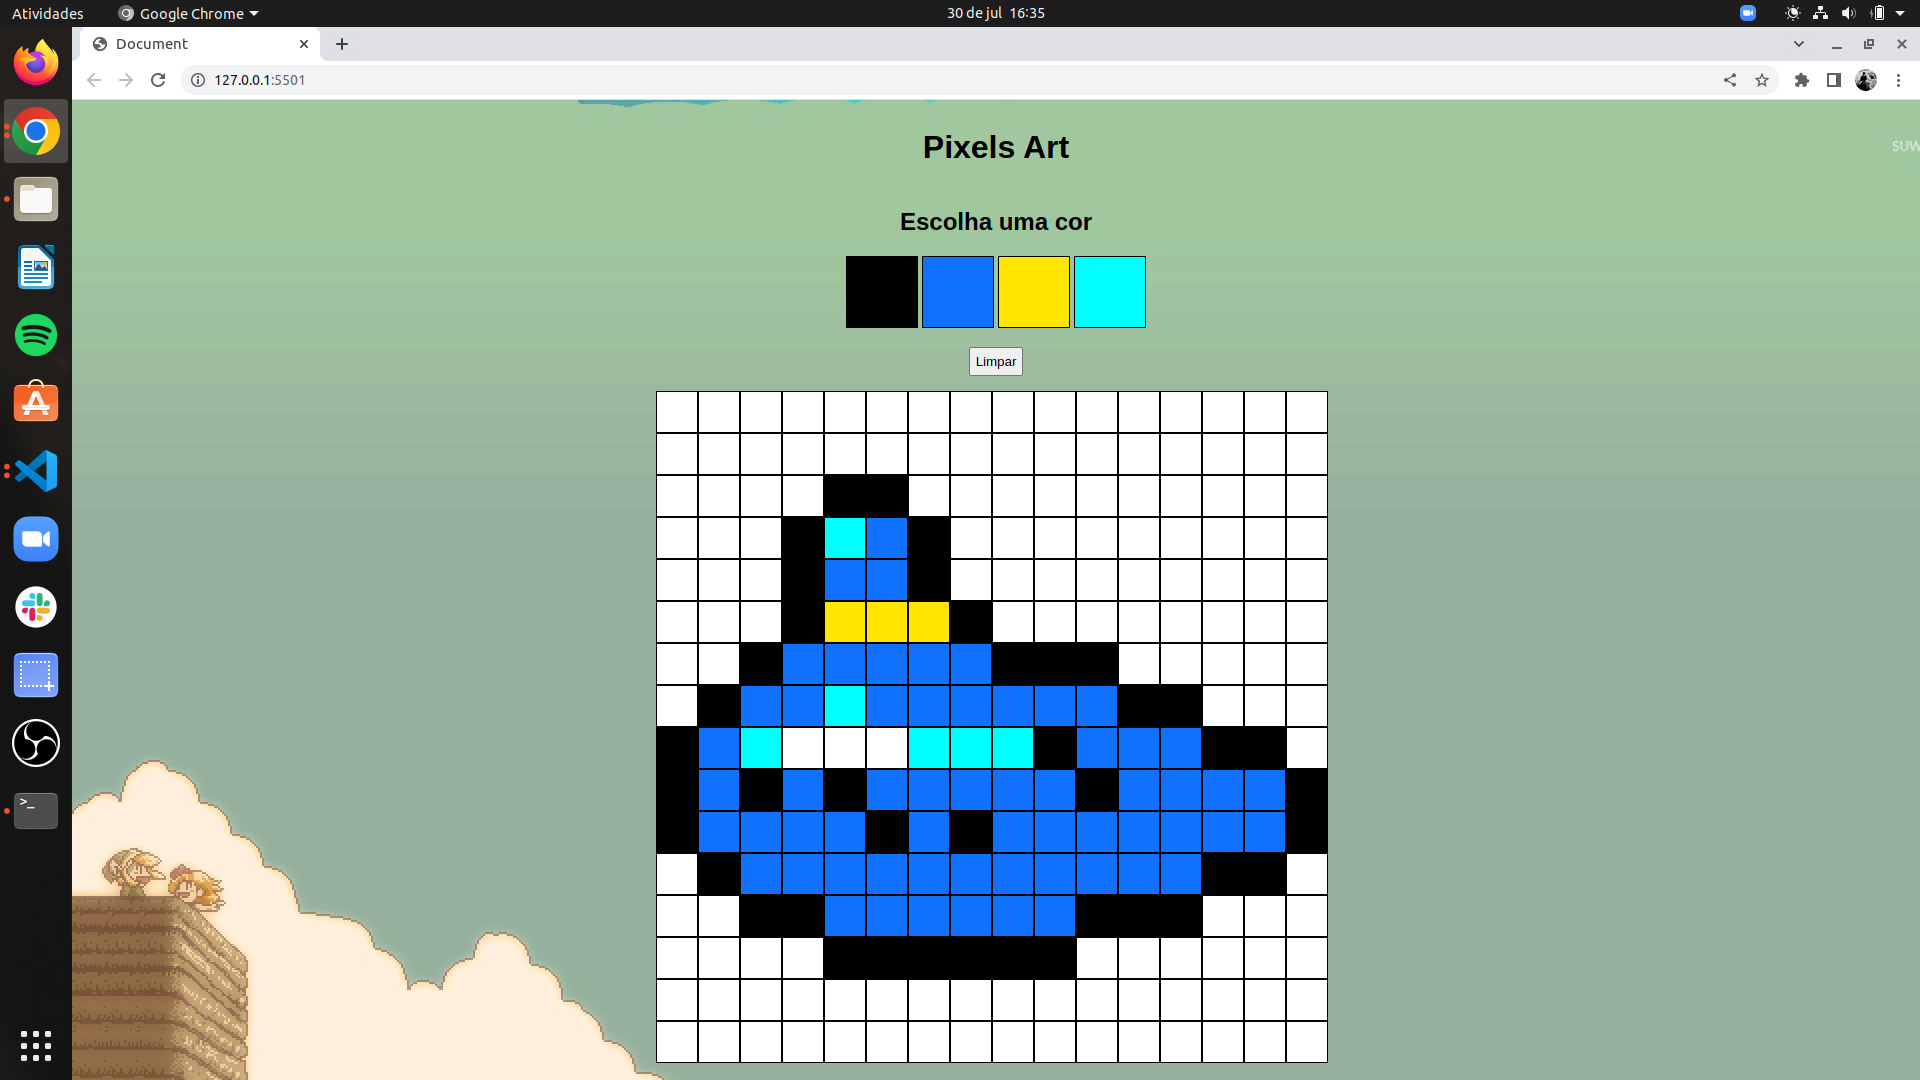 Atividades
Google Chrome
30 de jul 16:35
Document
127.0.0.1:5501
Pixels Art
SUW
Escolha uma cor
Limpar